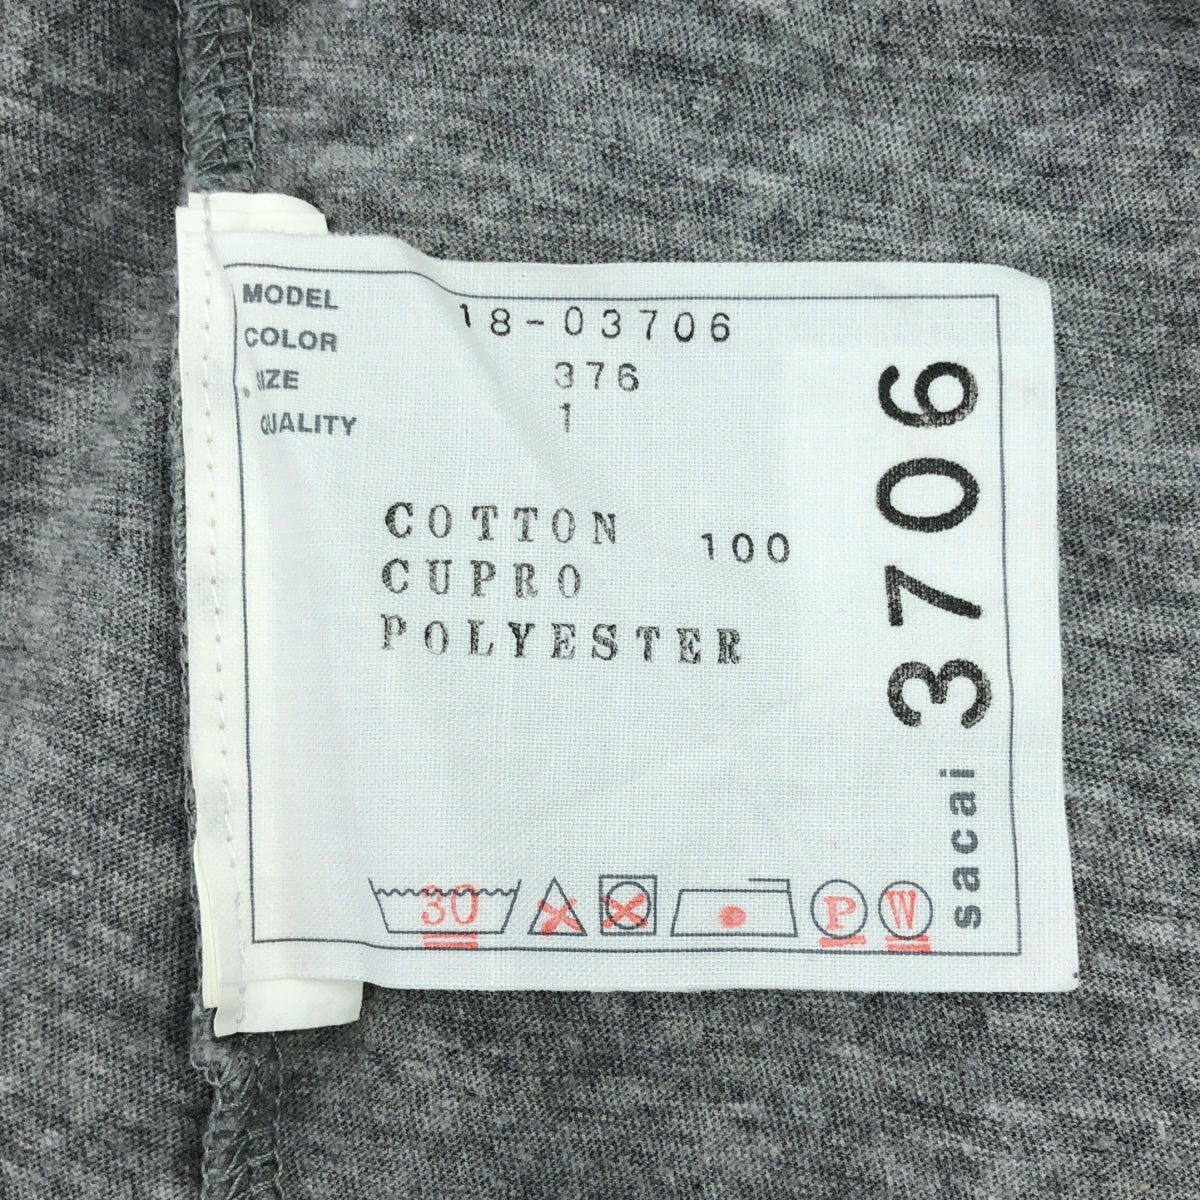 MODEL 18-03706
COLOR 376
SIZE 1
QUALITY
COTTON 100
CUPRO
POLYESTER
30
P
W
sacai 3706